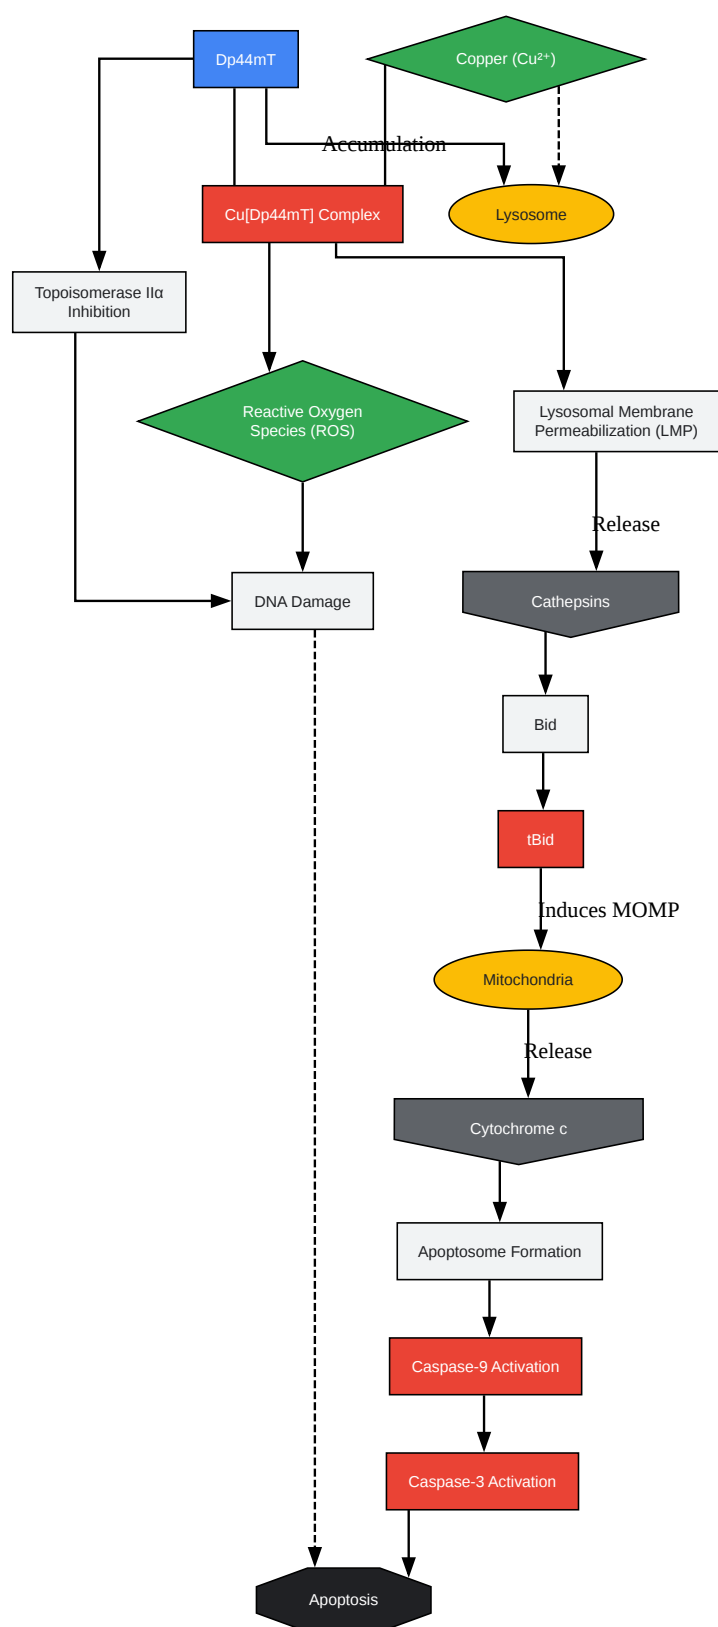 Dp44mT
Copper (Cu²⁺)
Accumulation
Cu[Dp44mT] Complex
Lysosome
Topoisomerase IIα
Inhibition
Reactive Oxygen
Species (ROS)
Lysosomal Membrane
Permeabilization (LMP)
Release
DNA Damage
Cathepsins
Bid
tBid
Induces MOMP
Mitochondria
Release
Cytochrome c
Apoptosome Formation
Caspase-9 Activation
Caspase-3 Activation
Apoptosis